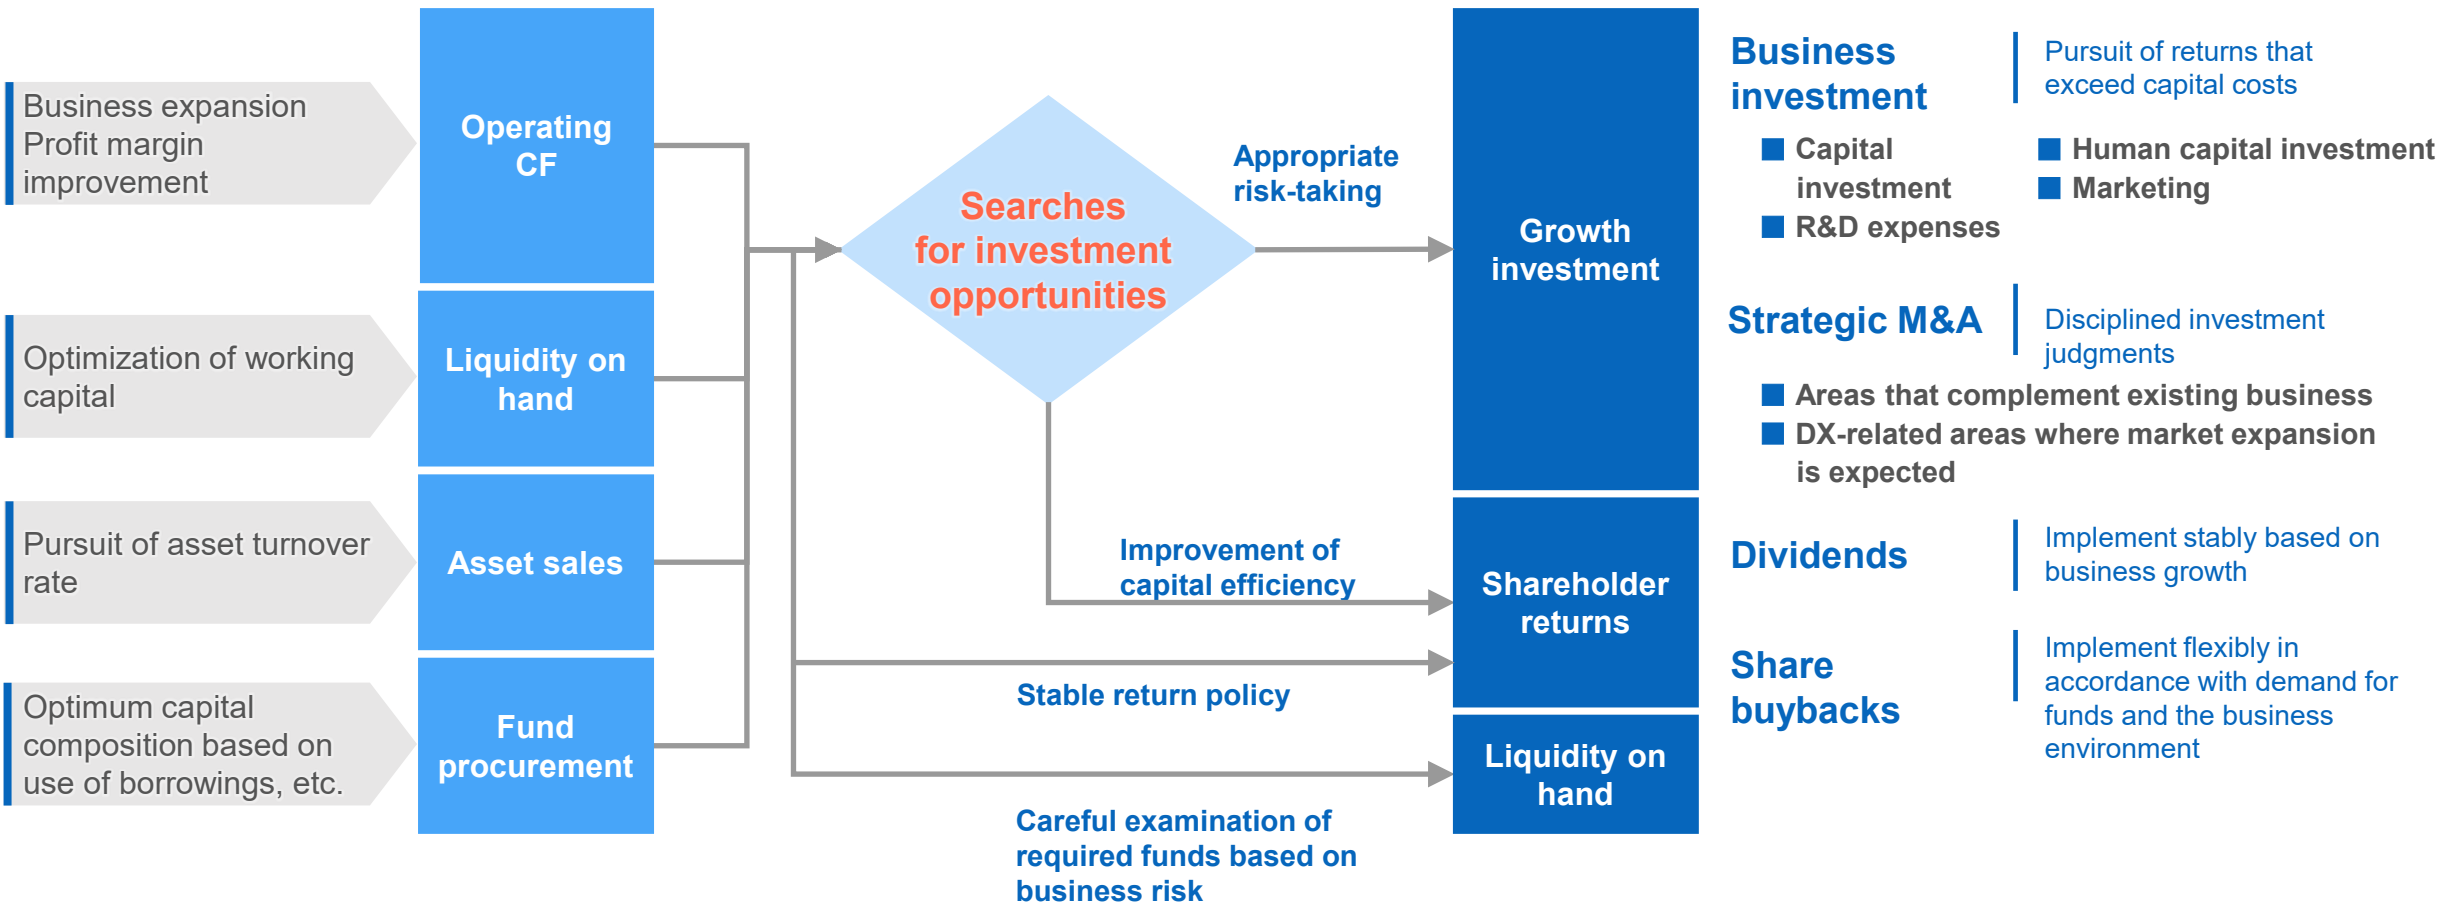 Business expansion
Profit margin
improvement
Optimization of working
capital
Pursuit of asset turnover
rate
Optimum capital
composition based on
use of borrowings, etc.
Operating
CF
Liquidity on
hand
Asset sales
Fund
procurement
Searches
for investment
opportunities
Appropriate
risk-taking
Improvement of
capital efficiency
Stable return policy
Careful examination of
required funds based on
business risk
Growth
investment
Shareholder
returns
Liquidity on
hand
Business
investment
Pursuit of returns that
exceed capital costs
Capital
investment
R&D expenses
Human capital investment
Marketing
Strategic M&A
Disciplined investment
judgments
Areas that complement existing business
DX-related areas where market expansion
is expected
Dividends
Implement stably based on
business growth
Share
buybacks
Implement flexibly in
accordance with demand for
funds and the business
environment